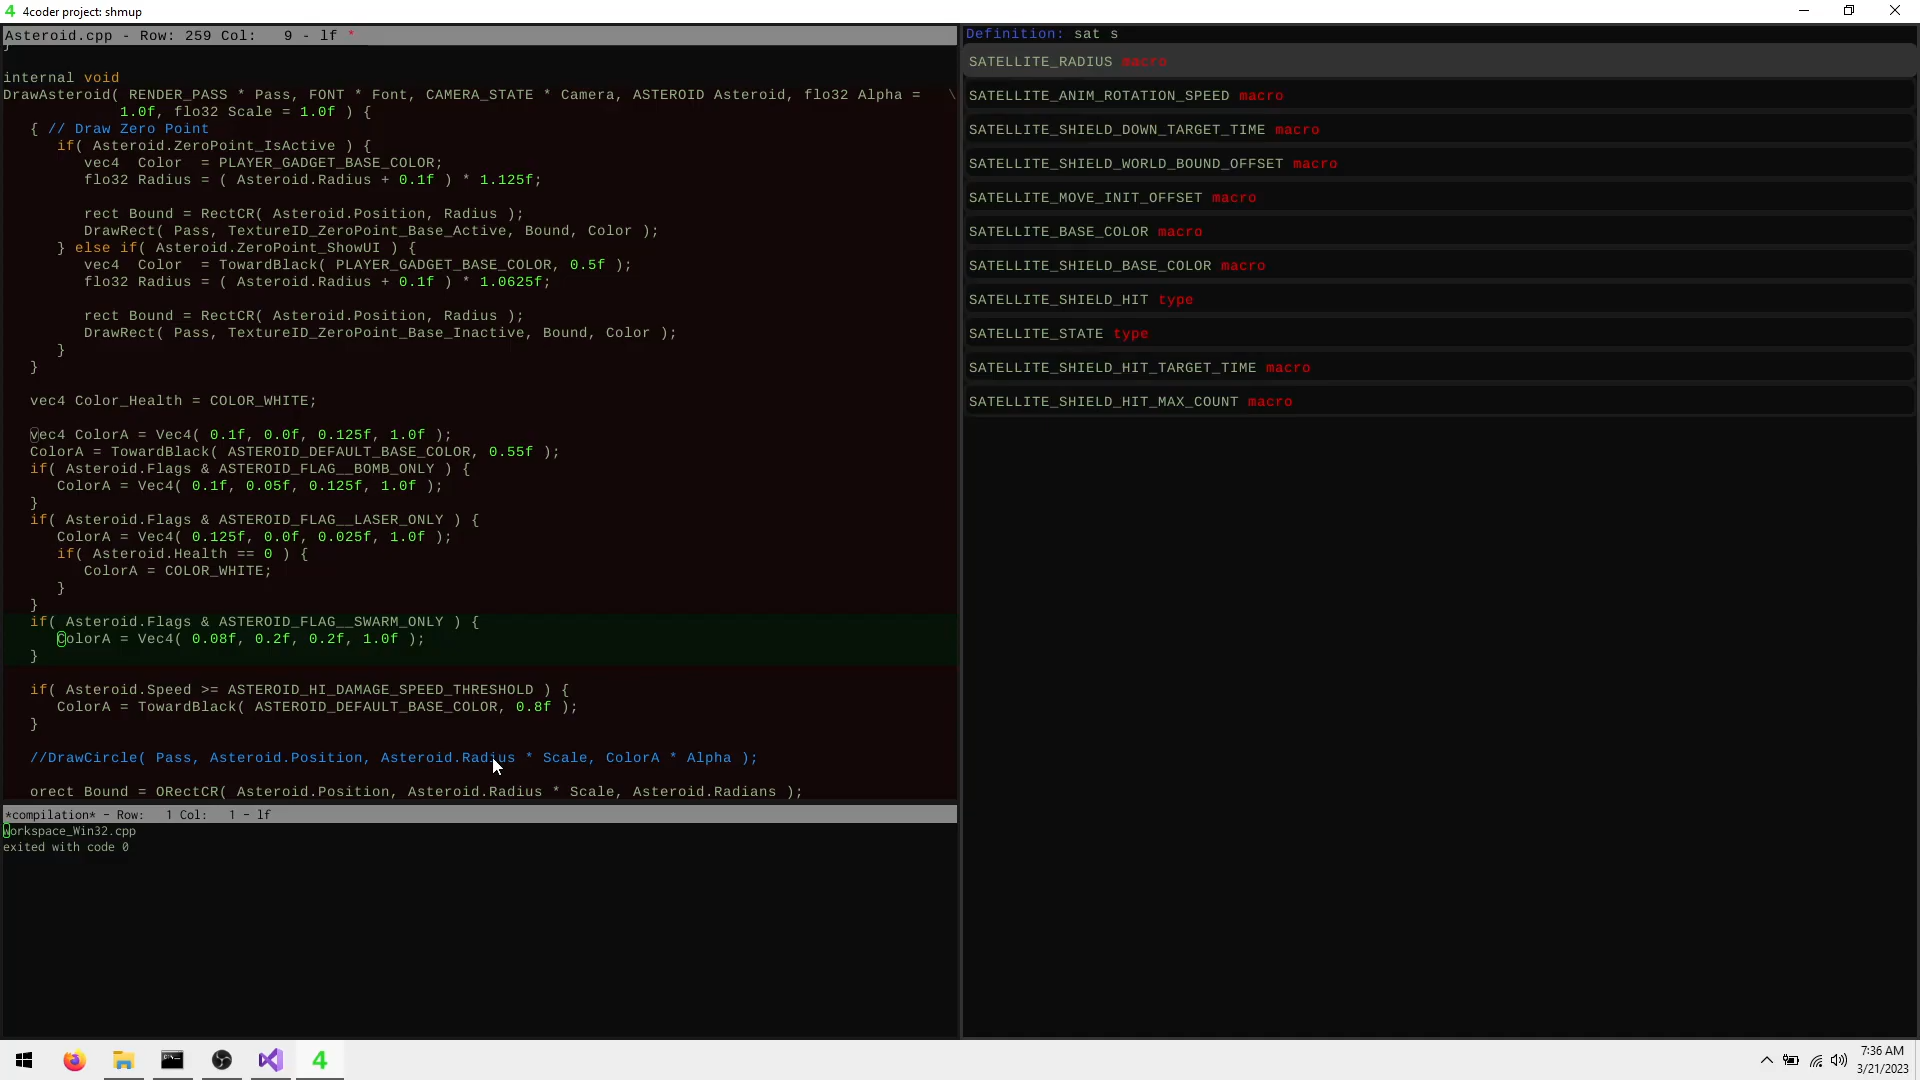 4 4coder project: shmup
Asteroid.cpp - Row: 259 Col:   9 - lf *
}
internal void
DrawAsteroid( RENDER_PASS * Pass, FONT * Font, CAMERA_STATE * Camera, ASTEROID Asteroid, flo32 Alpha =   \
1.0f, flo32 Scale = 1.0f ) {
{ // Draw Zero Point
if( Asteroid.ZeroPoint_IsActive ) {
vec4  Color  = PLAYER_GADGET_BASE_COLOR;
flo32 Radius = ( Asteroid.Radius + 0.1f ) * 1.125f;
rect Bound = RectCR( Asteroid.Position, Radius );
DrawRect( Pass, TextureID_ZeroPoint_Base_Active, Bound, Color );
} else if( Asteroid.ZeroPoint_ShowUI ) {
vec4  Color  = TowardBlack( PLAYER_GADGET_BASE_COLOR, 0.5f );
flo32 Radius = ( Asteroid.Radius + 0.1f ) * 1.0625f;
rect Bound = RectCR( Asteroid.Position, Radius );
DrawRect( Pass, TextureID_ZeroPoint_Base_Inactive, Bound, Color );
}
}
vec4 Color_Health = COLOR_WHITE;
vec4 ColorA = Vec4( 0.1f, 0.0f, 0.125f, 1.0f );
ColorA = TowardBlack( ASTEROID_DEFAULT_BASE_COLOR, 0.55f );
if( Asteroid.Flags & ASTEROID_FLAG__BOMB_ONLY ) {
ColorA = Vec4( 0.1f, 0.05f, 0.125f, 1.0f );
}
if( Asteroid.Flags & ASTEROID_FLAG__LASER_ONLY ) {
ColorA = Vec4( 0.125f, 0.0f, 0.025f, 1.0f );
if( Asteroid.Health == 0 ) {
ColorA = COLOR_WHITE;
}
}
if( Asteroid.Flags & ASTEROID_FLAG__SWARM_ONLY ) {
ColorA = Vec4( 0.08f, 0.2f, 0.2f, 1.0f );
}
if( Asteroid.Speed >= ASTEROID_HI_DAMAGE_SPEED_THRESHOLD ) {
ColorA = TowardBlack( ASTEROID_DEFAULT_BASE_COLOR, 0.8f );
}
//DrawCircle( Pass, Asteroid.Position, Asteroid.Radius * Scale, ColorA * Alpha );
orect Bound = ORectCR( Asteroid.Position, Asteroid.Radius * Scale, Asteroid.Radians );
*compilation* - Row:   1 Col:   1 - lf
workspace_Win32.cpp
exited with code 0
Definition: sat s
SATELLITE_RADIUS macro
SATELLITE_ANIM_ROTATION_SPEED macro
SATELLITE_SHIELD_DOWN_TARGET_TIME macro
SATELLITE_SHIELD_WORLD_BOUND_OFFSET macro
SATELLITE_MOVE_INIT_OFFSET macro
SATELLITE_BASE_COLOR macro
SATELLITE_SHIELD_BASE_COLOR macro
SATELLITE_SHIELD_HIT type
SATELLITE_STATE type
SATELLITE_SHIELD_HIT_TARGET_TIME macro
SATELLITE_SHIELD_HIT_MAX_COUNT macro
4
7:36 AM
3/21/2023